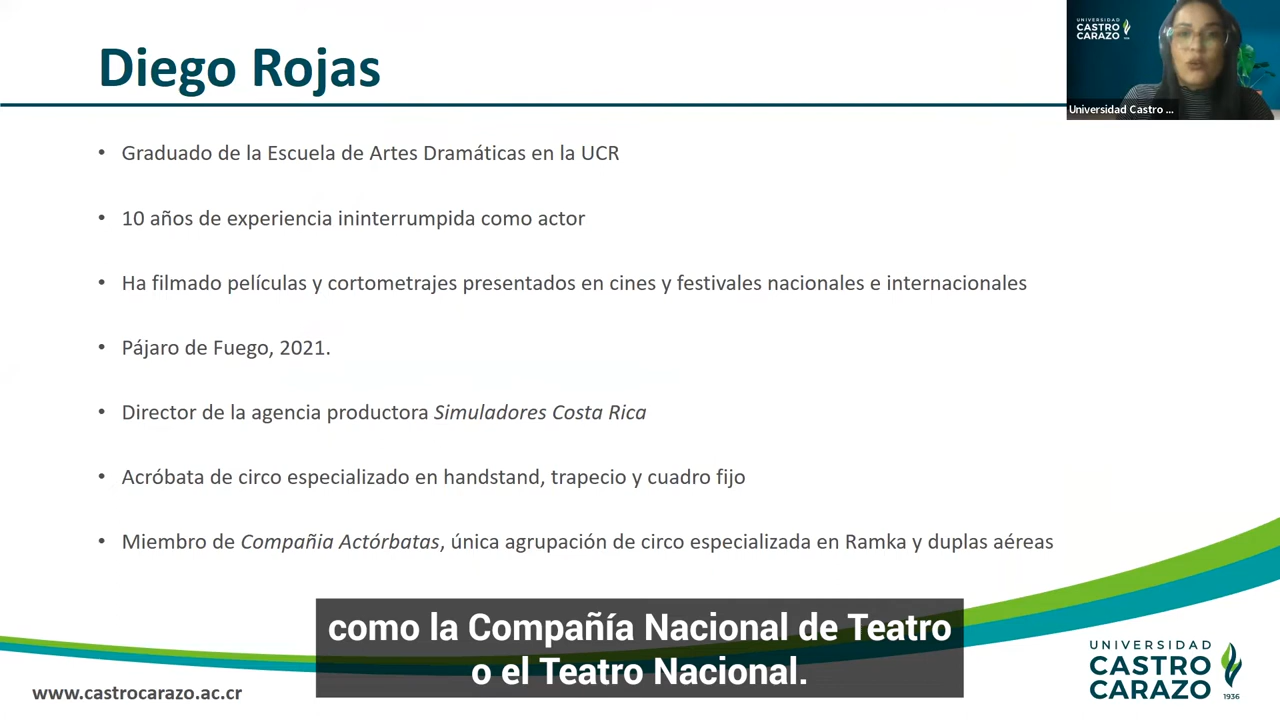 Diego Rojas
UNIVERSIDAD
CASTRO
CARAZO
Universidad Castro ...
• Graduado de la Escuela de Artes Dramáticas en la UCR
• 10 años de experiencia ininterrumpida como actor
• Ha filmado películas y cortometrajes presentados en cines y festivales nacionales e internacionales
• Pájaro de Fuego, 2021.
• Director de la agencia productora Simuladores Costa Rica
• Acróbata de circo especializado en handstand, trapecio y cuadro fijo
• Miembro de Compañia Actórbatas, única agrupación de circo especializada en Ramka y duplas aéreas
como la Compañía Nacional de Teatro
o el Teatro Nacional.
www.castrocarazo.ac.cr
UNIVERSIDAD
CASTRO
CARAZO
1936